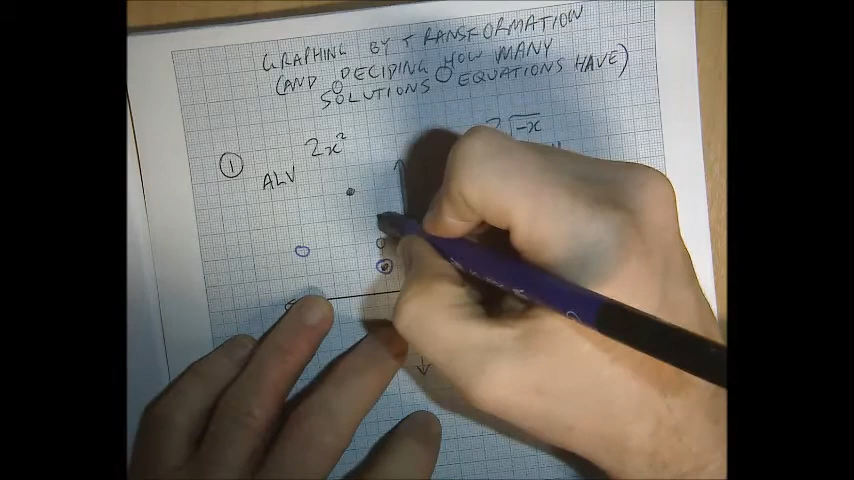 GRAPHING BY TRANSFORMATION
(AND DECIDING HOW MANY
SOLUTIONS EQUATIONS HAVE)
① 2x² √-x
ALV